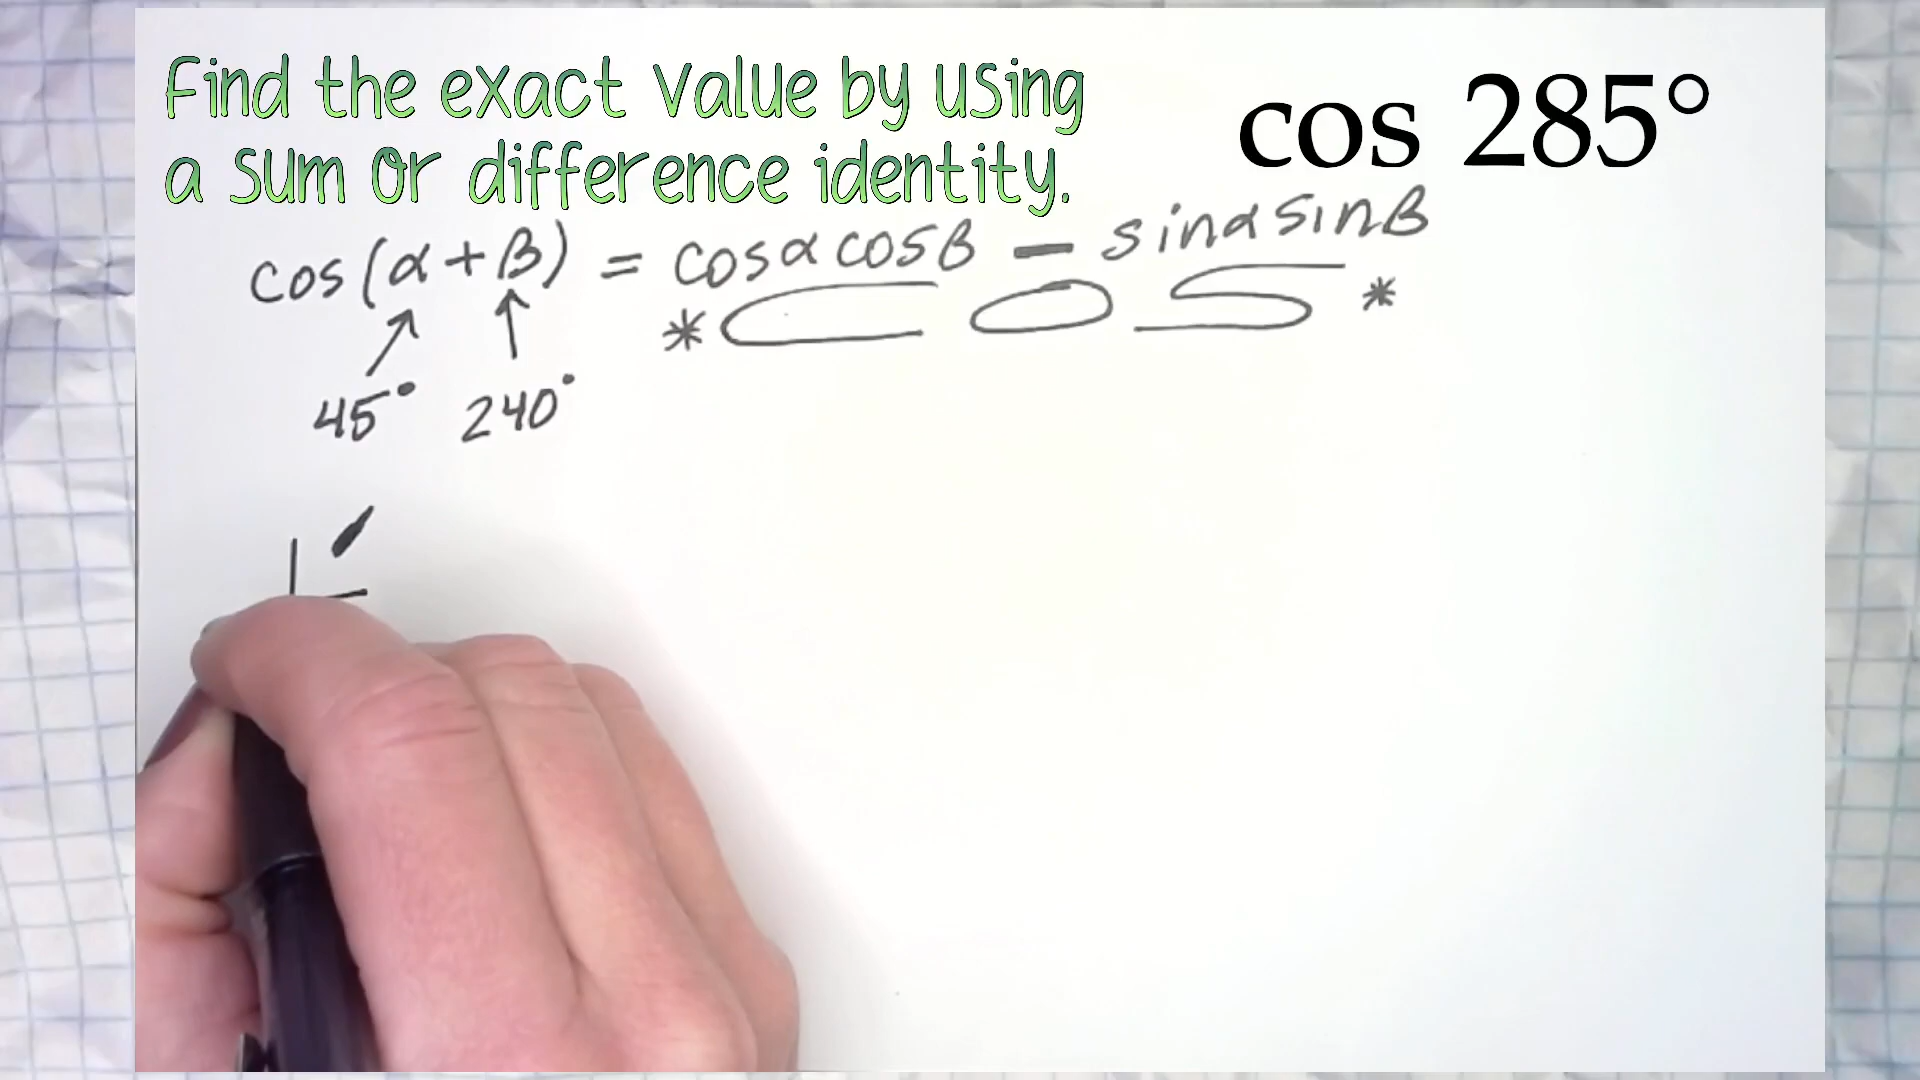 Find the exact value by using
a sum or difference identity.
cos 285°
cos(α+β) = cosαcosβ − sinαsinβ
45° 240°